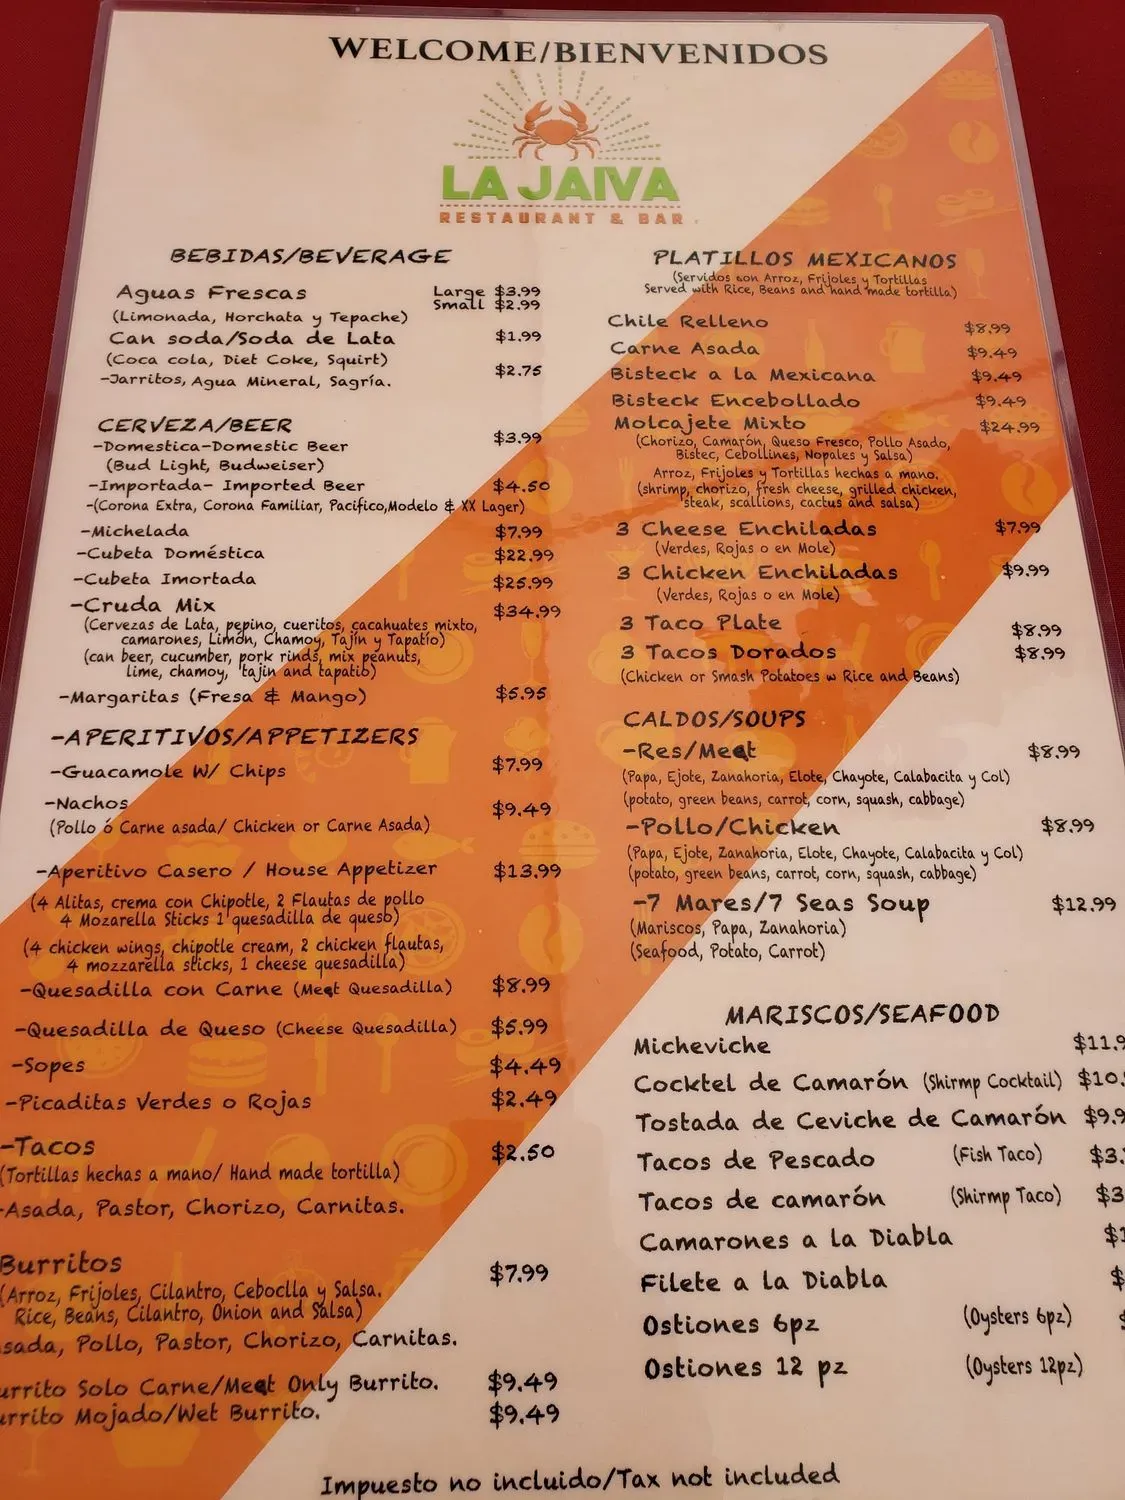 WELCOME/BIENVENIDOS
LA JAIVA
RESTAURANT & BAR
BEBIDAS/BEVERAGE
Aguas Frescas Large $3.99
Small $2.99
(Limonada, Horchata y Tepache)
Can soda/Soda de Lata $1.99
(Coca cola, Diet Coke, Squirt)
-Jarritos, Agua Mineral, Sagría. $2.75
CERVEZA/BEER
-Domestica-Domestic Beer $3.99
(Bud Light, Budweiser)
-Importada- Imported Beer $4.50
-(Corona Extra, Corona Familiar, Pacifico,Modelo & XX Lager)
-Michelada $7.99
-Cubeta Doméstica $22.99
-Cubeta Imortada $25.99
-Cruda Mix $34.99
(Cervezas de Lata, pepino, cueritos, cacahuates mixto,
camarones, Limón, Chamoy, Tajín y Tapatío)
(can beer, cucumber, pork rinds, mix peanuts,
lime, chamoy, tajin and tapatio)
-Margaritas (Fresa & Mango) $5.95
-APERITIVOS/APPETIZERS
-Guacamole W/ Chips $7.99
-Nachos $9.49
(Pollo ó Carne asada/ Chicken or Carne Asada)
-Aperitivo Casero / House Appetizer $13.99
(4 Alitas, crema con Chipotle, 2 Flautas de pollo
4 Mozarella Sticks 1 quesadilla de queso)
(4 chicken wings, chipotle cream, 2 chicken flautas,
4 mozzarella sticks, 1 cheese quesadilla)
-Quesadilla con Carne (Meet Quesadilla) $8.99
-Quesadilla de Queso (Cheese Quesadilla) $5.99
-Sopes $4.49
-Picaditas Verdes o Rojas $2.49
-Tacos $2.50
(Tortillas hechas a mano/ Hand made tortilla)
-Asada, Pastor, Chorizo, Carnitas.
Burritos $7.99
(Arroz, Frijoles, Cilantro, Ceboclla y Salsa.
Rice, Beans, Cilantro, Onion and Salsa)
sada, Pollo, Pastor, Chorizo, Carnitas.
urrito Solo Carne/Meat Only Burrito. $9.49
urrito Mojado/Wet Burrito. $9.49
PLATILLOS MEXICANOS
(Servidos con Arroz, Frijoles y Tortillas
Served with Rice, Beans and hand made tortilla)
Chile Relleno $8.99
Carne Asada $9.49
Bisteck a la Mexicana $9.49
Bisteck Encebollado $9.49
Molcajete Mixto $24.99
(Chorizo, Camarón, Queso Fresco, Pollo Asado,
Bistec, Cebollines, Nopales y Salsa)
Arroz, Frijoles y Tortillas hechas a mano.
(shrimp, chorizo, fresh cheese, grilled chicken,
steak, scallions, cactus and salsa)
3 Cheese Enchiladas $7.99
(Verdes, Rojas o en Mole)
3 Chicken Enchiladas $9.99
(Verdes, Rojas o en Mole)
3 Taco Plate $8.99
3 Tacos Dorados $8.99
(Chicken or Smash Potatoes w Rice and Beans)
CALDOS/SOUPS
-Res/Meat $8.99
(Papa, Ejote, Zanahoria, Elote, Chayote, Calabacita y Col)
(potato, green beans, carrot, corn, squash, cabbage)
-Pollo/Chicken $8.99
(Papa, Ejote, Zanahoria, Elote, Chayote, Calabacita y Col)
(potato, green beans, carrot, corn, squash, cabbage)
-7 Mares/7 Seas Soup $12.99
(Mariscos, Papa, Zanahoria)
(Seafood, Potato, Carrot)
MARISCOS/SEAFOOD
Micheviche $11.9
Cocktel de Camarón (Shirmp Cocktail) $10.
Tostada de Ceviche de Camarón $9.9
Tacos de Pescado (Fish Taco) $3.
Tacos de camarón (Shirmp Taco) $3
Camarones a la Diabla $1
Filete a la Diabla $
Ostiones 6pz (Oysters 6pz) $
Ostiones 12 pz (Oysters 12pz)
Impuesto no incluido/Tax not included